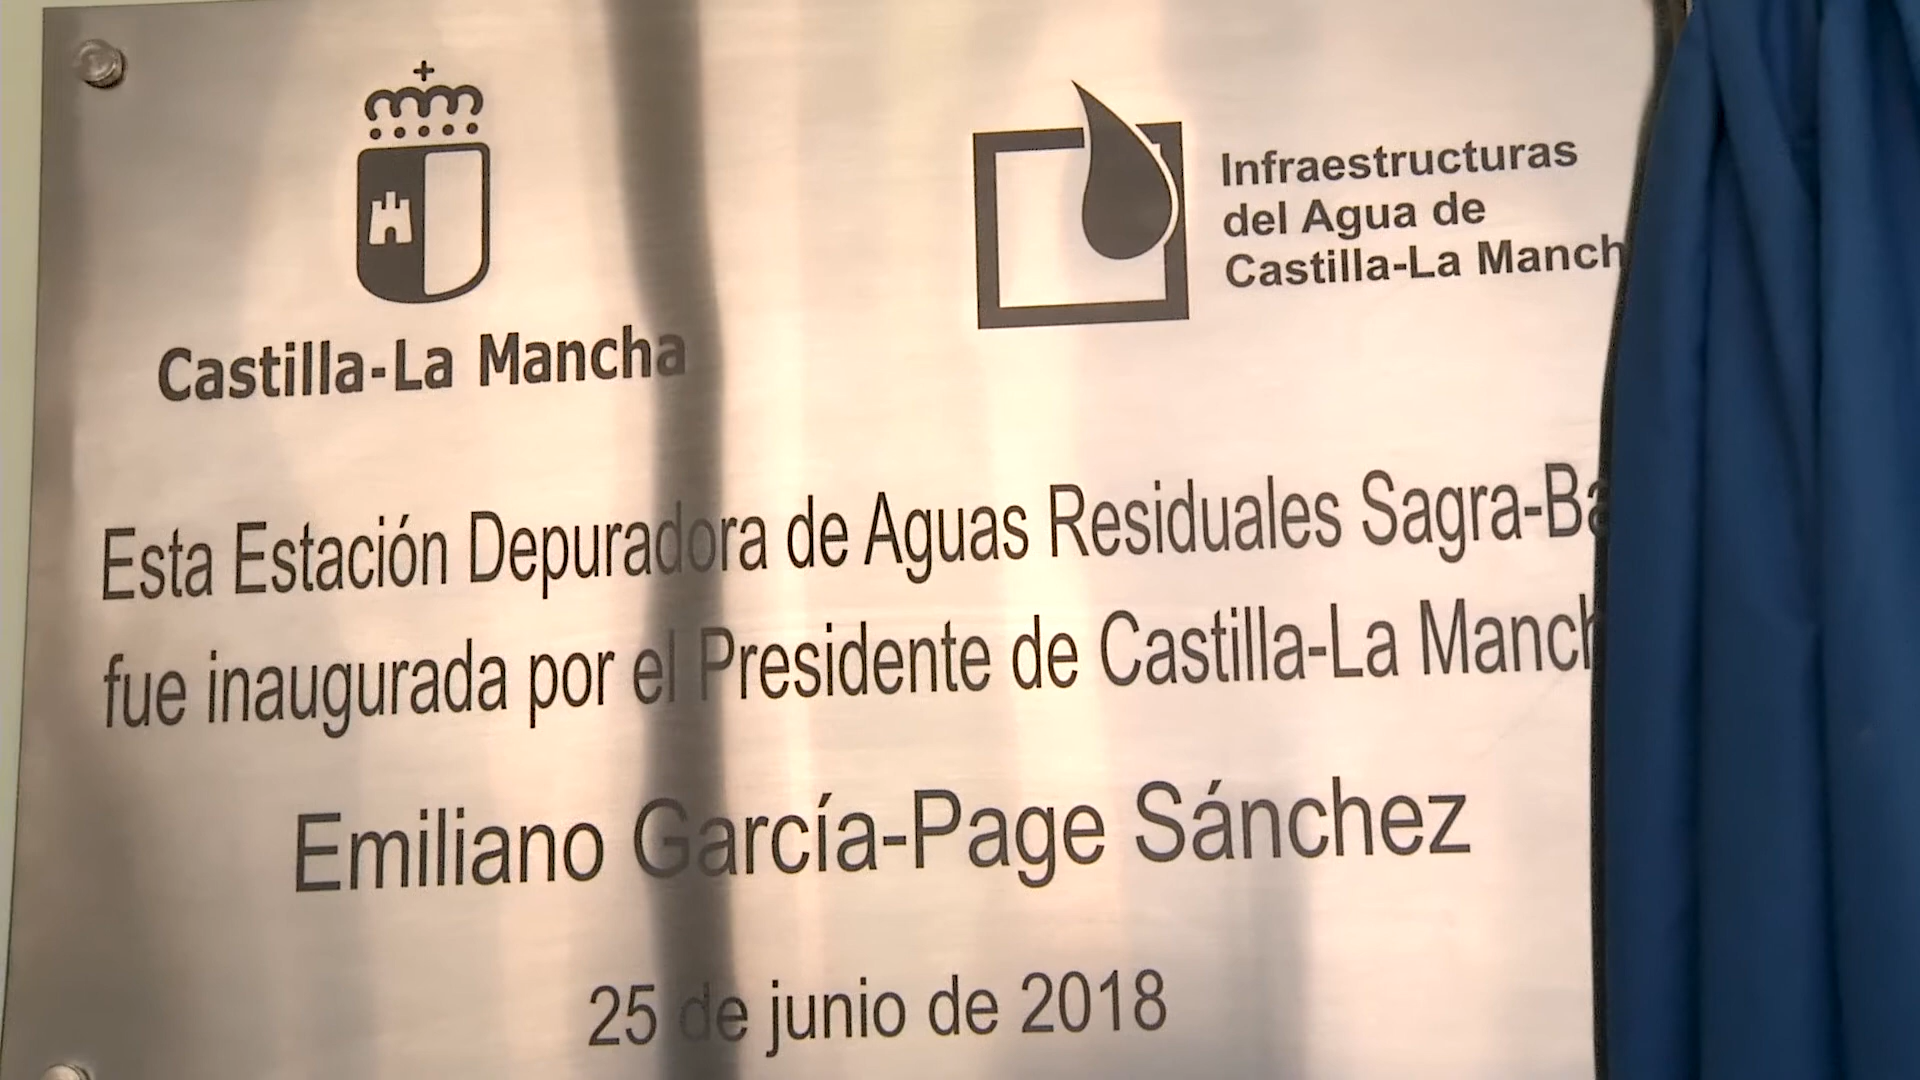 Castilla-La Mancha
Infraestructuras
del Agua de
Castilla-La Manch
Esta Estación Depuradora de Aguas Residuales Sagra-Ba
fue inaugurada por el Presidente de Castilla-La Manch
Emiliano García-Page Sánchez
25 de junio de 2018